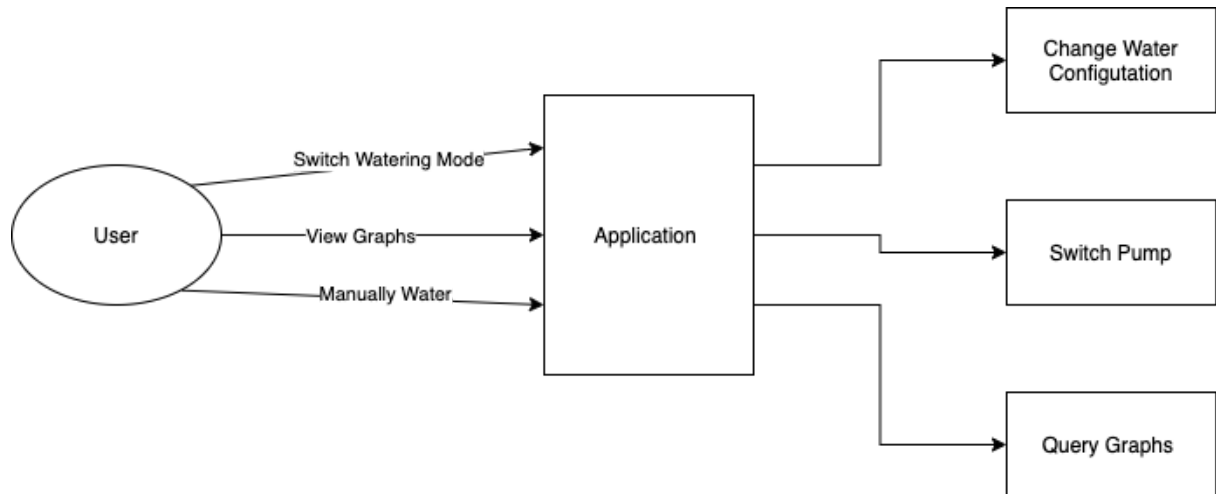 Change Water
Configutation
Switch Watering Mode
User
View Graphs
Application
Switch Pump
Manually Water
Query Graphs